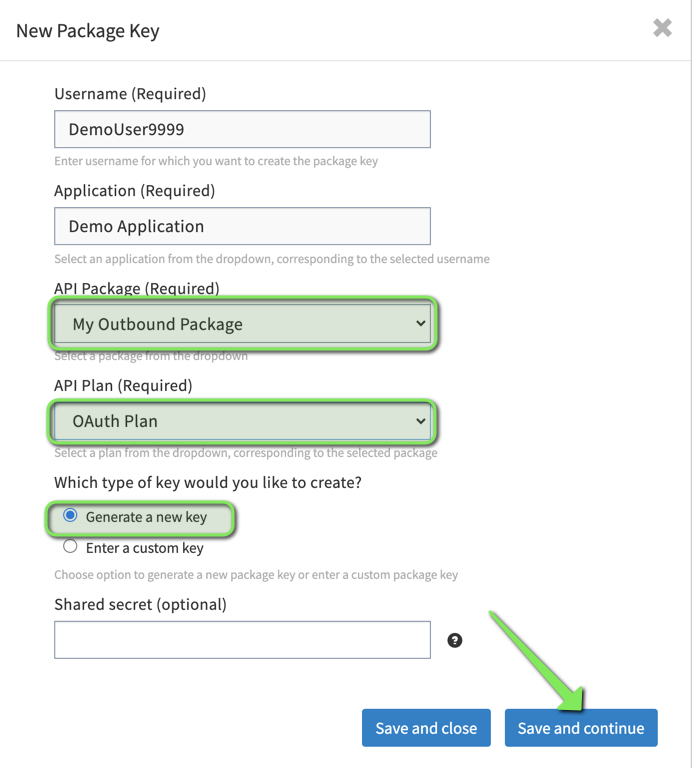 New Package Key
Username (Required)
DemoUser9999
Enter username for which you want to create the package key
Application (Required)
Demo Application
Select an application from the dropdown, corresponding to the selected username
API Package (Required)
My Outbound Package
Select a package from the dropdown
API Plan (Required)
OAuth Plan
Select a plan from the dropdown, corresponding to the selected package
Which type of key would you like to create?
Generate a new key
Enter a custom key
Choose option to generate a new package key or enter a custom package key
Shared secret (optional)
?
Save and close
Save and continue